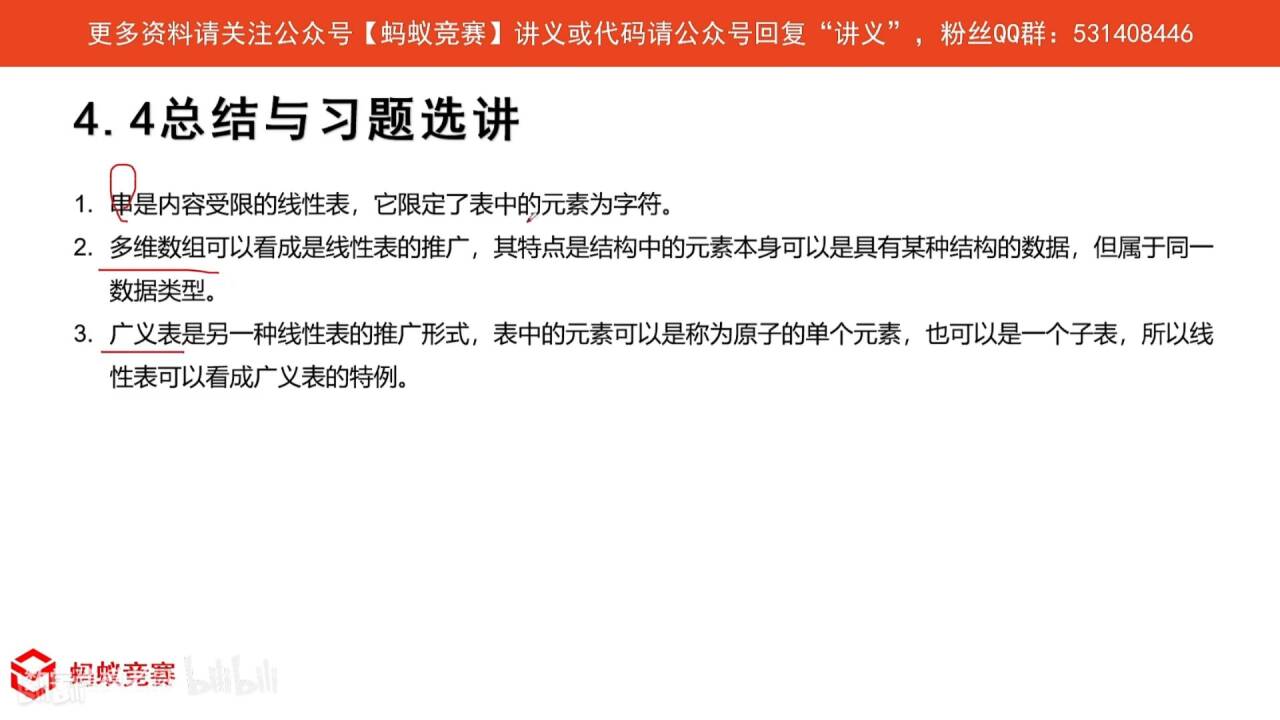 更多资料请关注公众号【蚂蚁竞赛】讲义或代码请公众号回复“讲义”，粉丝QQ群：531408446
4.4总结与习题选讲
1. 串是内容受限的线性表，它限定了表中的元素为字符。
2. 多维数组可以看成是线性表的推广，其特点是结构中的元素本身可以是具有某种结构的数据，但属于同一
数据类型。
3. 广义表是另一种线性表的推广形式，表中的元素可以是称为原子的单个元素，也可以是一个子表，所以线
性表可以看成广义表的特例。
蚂蚁竞赛
bilibili